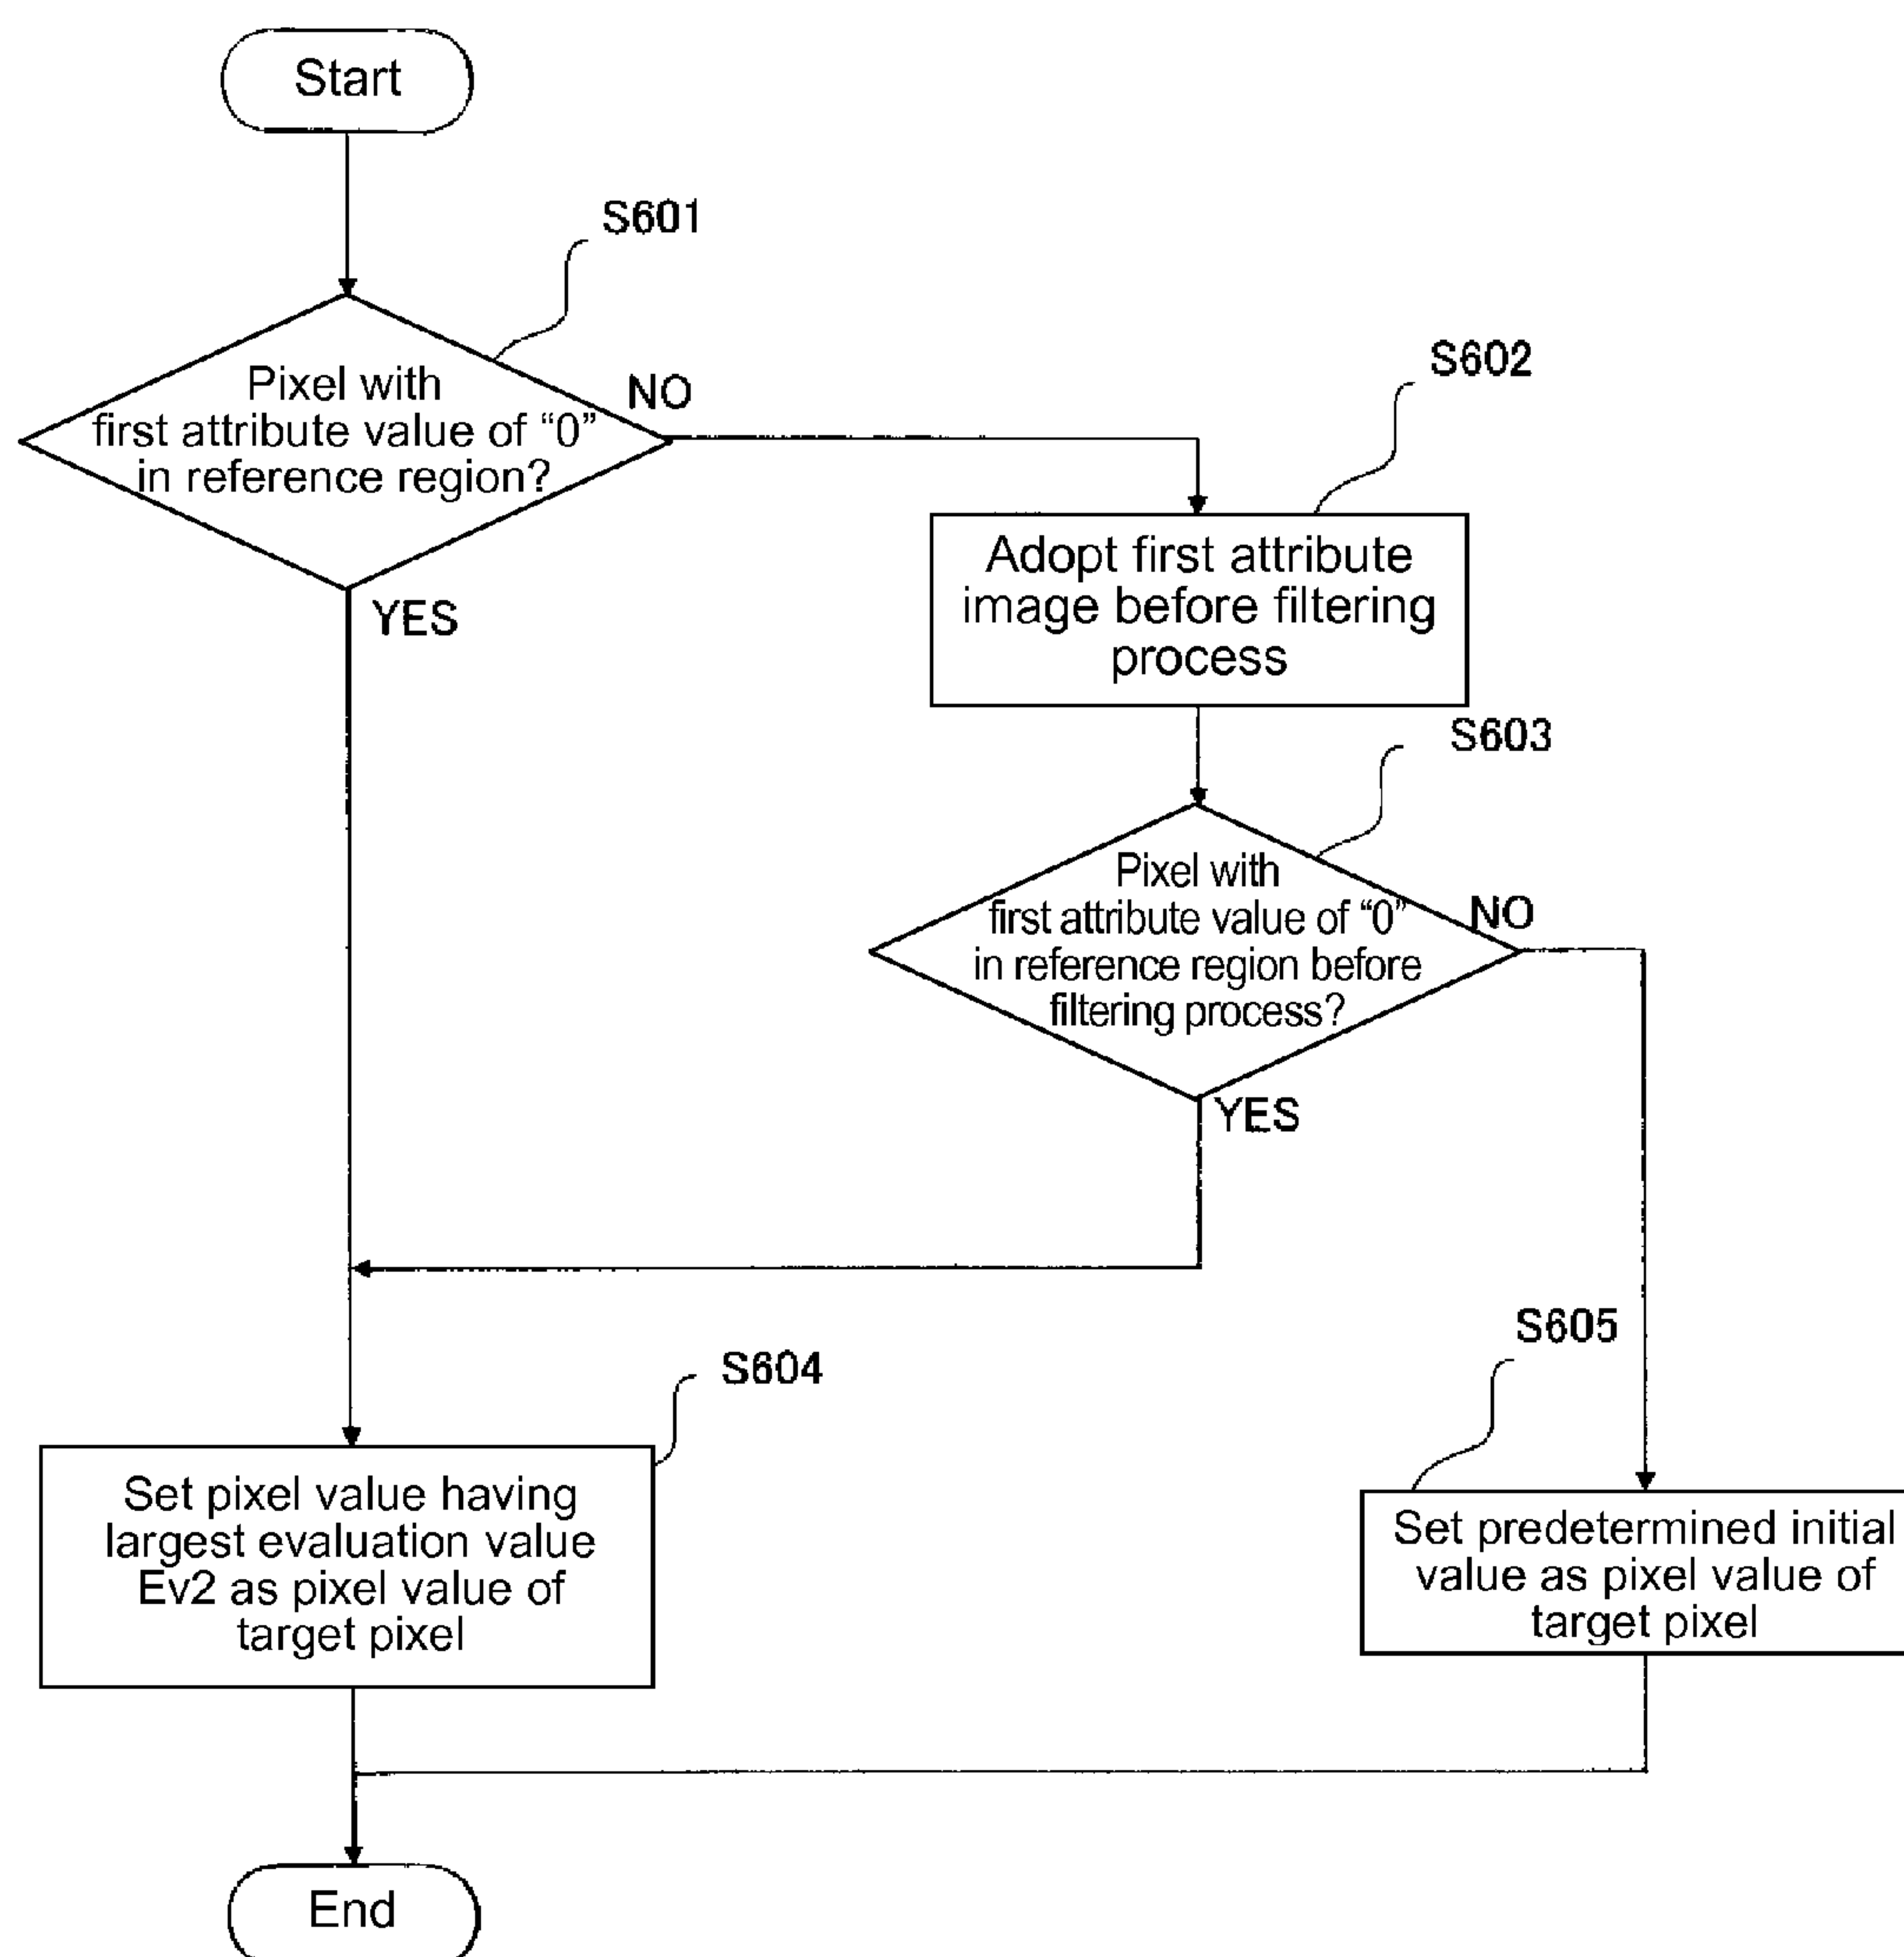 Start
S601
Pixel with
first attribute value of “0”
in reference region?
NO
YES
S602
Adopt first attribute
image before filtering
process
S603
Pixel with
first attribute value of “0”
in reference region before
filtering process?
NO
YES
S604
Set pixel value having
largest evaluation value
Ev2 as pixel value of
target pixel
S605
Set predetermined initial
value as pixel value of
target pixel
End